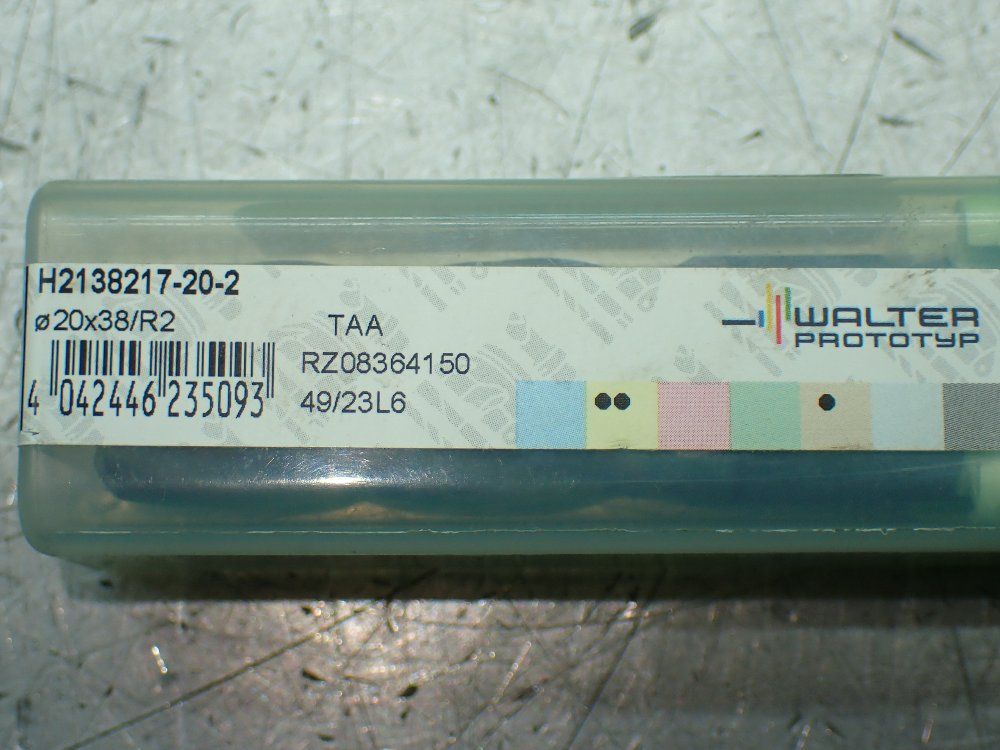 H2138217-20-2
ø20x38/R2
TAA
RZ08364150
49/23L6
4 042446 235093
WALTER
PROTOTYP